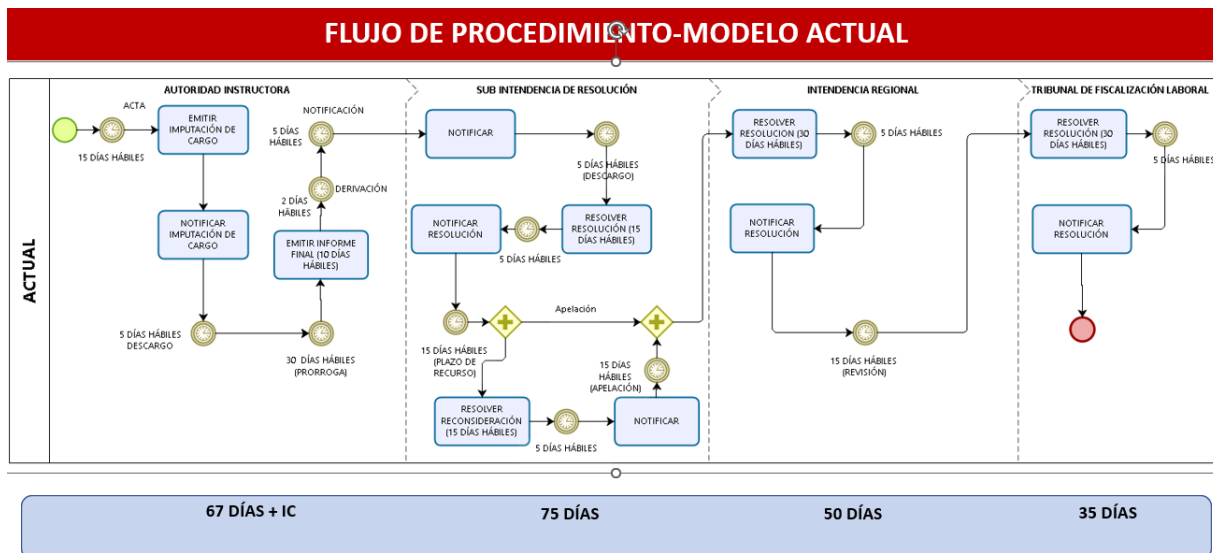 FLUJO DE PROCEDIMIENTO-MODELO ACTUAL
ACTUAL
AUTORIDAD INSTRUCTORA
ACTA
15 DÍAS HÁBILES
EMITIR
IMPUTACIÓN DE
CARGO
NOTIFICAR
IMPUTACIÓN DE
CARGO
5 DÍAS HÁBILES
DESCARGO
30 DÍAS HÁBILES
(PRORROGA)
EMITIR INFORME
FINAL (10 DÍAS
HÁBILES)
2 DÍAS
HÁBILES
DERIVACIÓN
5 DÍAS
HÁBILES
NOTIFICACIÓN
SUB INTENDENCIA DE RESOLUCIÓN
NOTIFICAR
5 DÍAS HÁBILES
(DESCARGO)
RESOLVER
RESOLUCIÓN (15
DÍAS HÁBILES)
5 DÍAS HÁBILES
NOTIFICAR
RESOLUCIÓN
15 DÍAS HÁBILES
(PLAZO DE
RECURSO)
Apelación
RESOLVER
RECONSIDERACIÓN
(15 DÍAS HÁBILES)
5 DÍAS HÁBILES
NOTIFICAR
15 DÍAS
HÁBILES
(APELACIÓN)
INTENDENCIA REGIONAL
RESOLVER
RESOLUCION (30
DÍAS HÁBILES)
5 DÍAS HÁBILES
NOTIFICAR
RESOLUCIÓN
15 DÍAS HÁBILES
(REVISIÓN)
TRIBUNAL DE FISCALIZACIÓN LABORAL
RESOLVER
RESOLUCIÓN (30
DÍAS HÁBILES)
5 DÍAS HÁBILES
NOTIFICAR
RESOLUCIÓN
67 DÍAS + IC
75 DÍAS
50 DÍAS
35 DÍAS